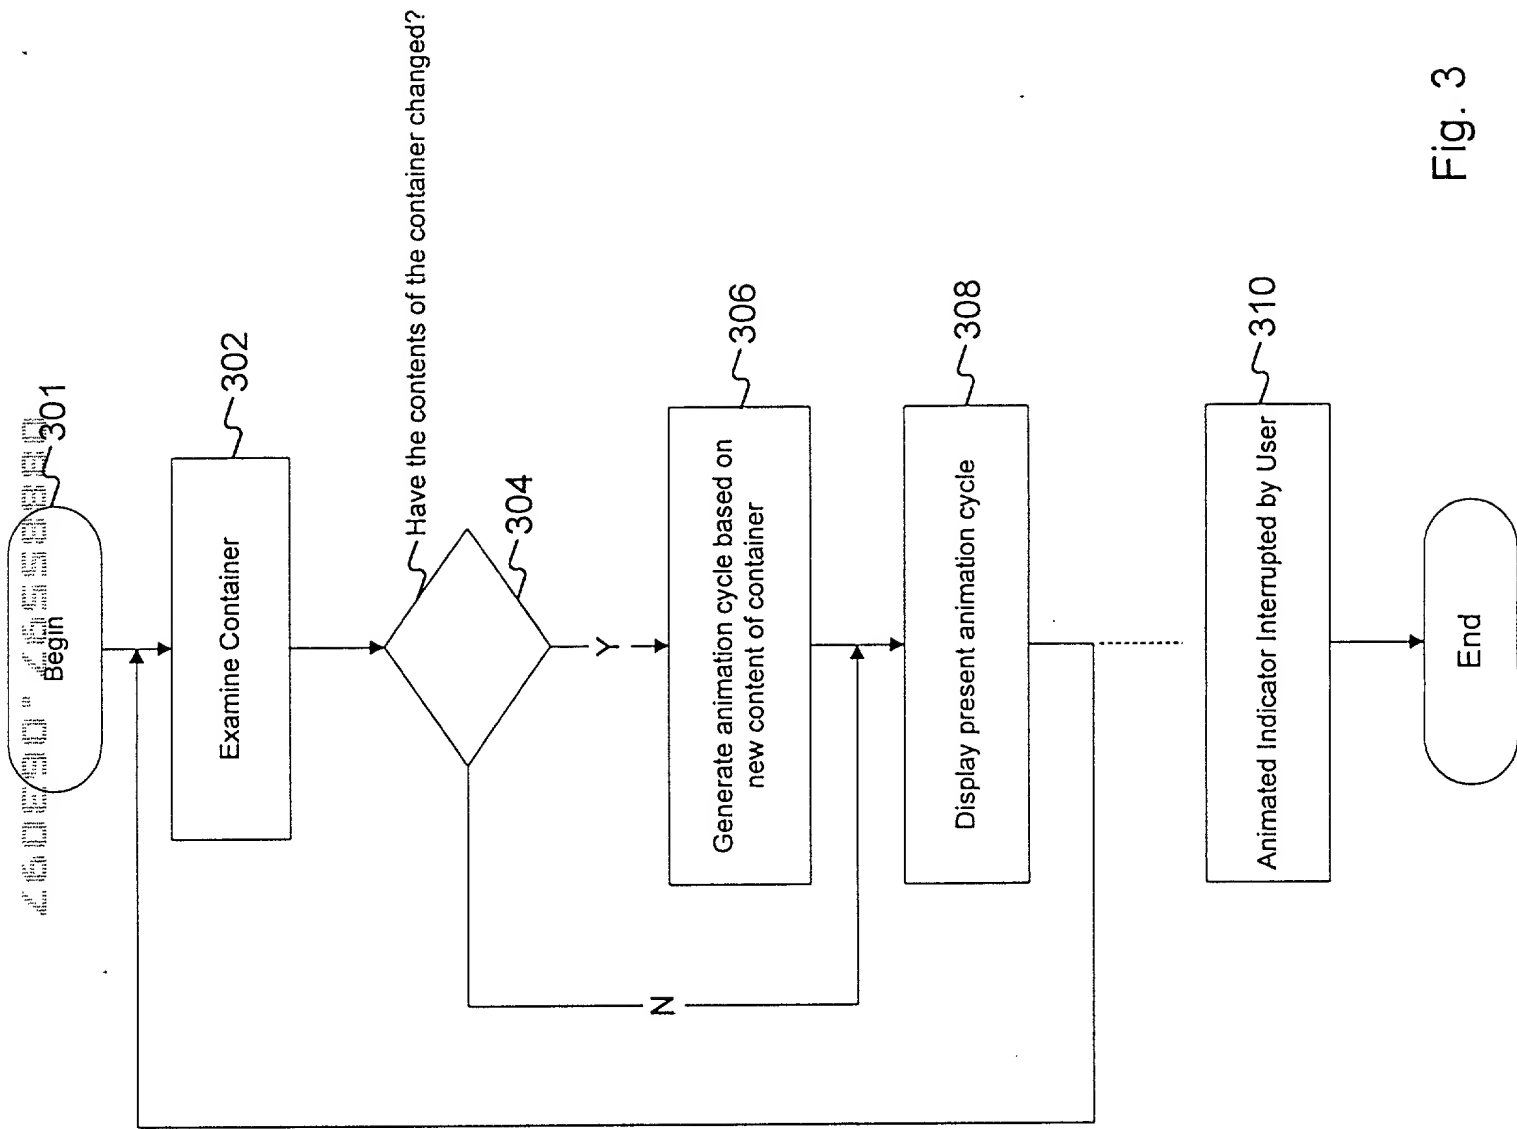 301
Begin
302
Examine Container
Have the contents of the container changed?
304
Y
N
306
Generate animation cycle based on
new content of container
308
Display present animation cycle
310
Animated Indicator Interrupted by User
End
Fig. 3